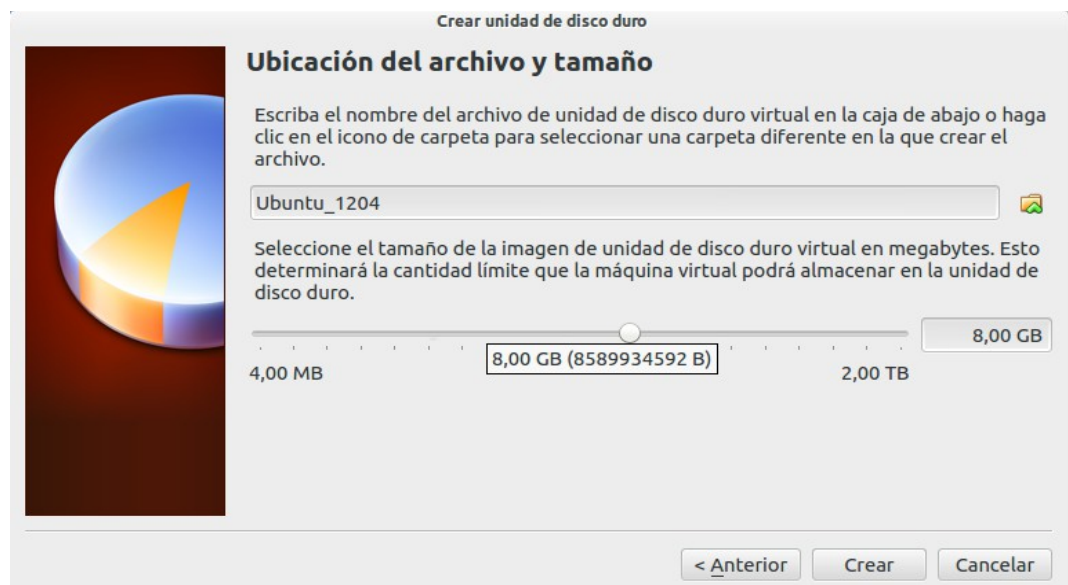 Crear unidad de disco duro
Ubicación del archivo y tamaño
Escriba el nombre del archivo de unidad de disco duro virtual en la caja de abajo o haga
clic en el icono de carpeta para seleccionar una carpeta diferente en la que crear el
archivo.
Ubuntu_1204
Seleccione el tamaño de la imagen de unidad de disco duro virtual en megabytes. Esto
determinará la cantidad límite que la máquina virtual podrá almacenar en la unidad de
disco duro.
8,00 GB
8,00 GB (8589934592 B)
4,00 MB
2,00 TB
< Anterior
Crear
Cancelar